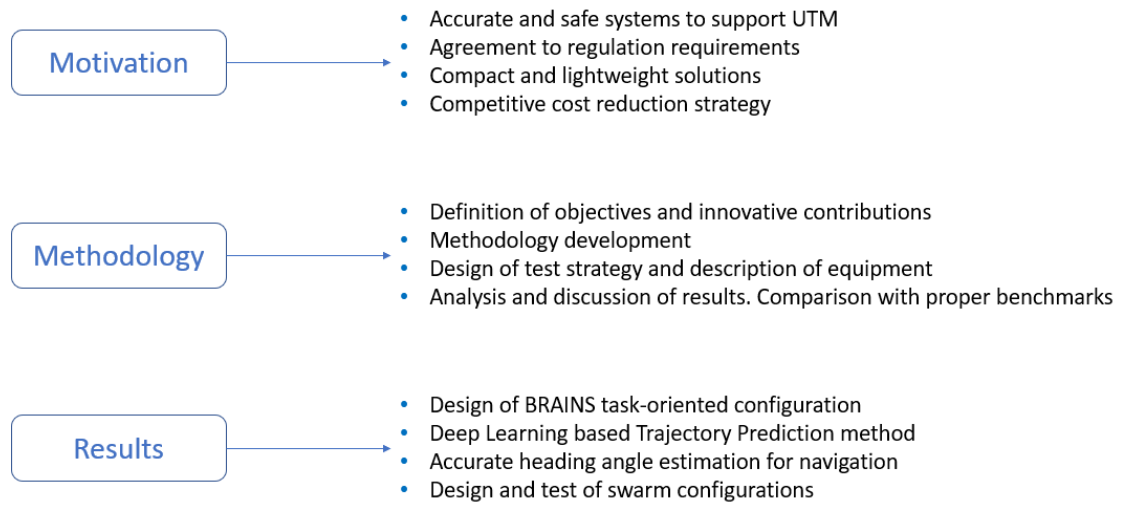 Motivation
• Accurate and safe systems to support UTM
• Agreement to regulation requirements
• Compact and lightweight solutions
• Competitive cost reduction strategy
Methodology
• Definition of objectives and innovative contributions
• Methodology development
• Design of test strategy and description of equipment
• Analysis and discussion of results. Comparison with proper benchmarks
Results
• Design of BRAINS task-oriented configuration
• Deep Learning based Trajectory Prediction method
• Accurate heading angle estimation for navigation
• Design and test of swarm configurations